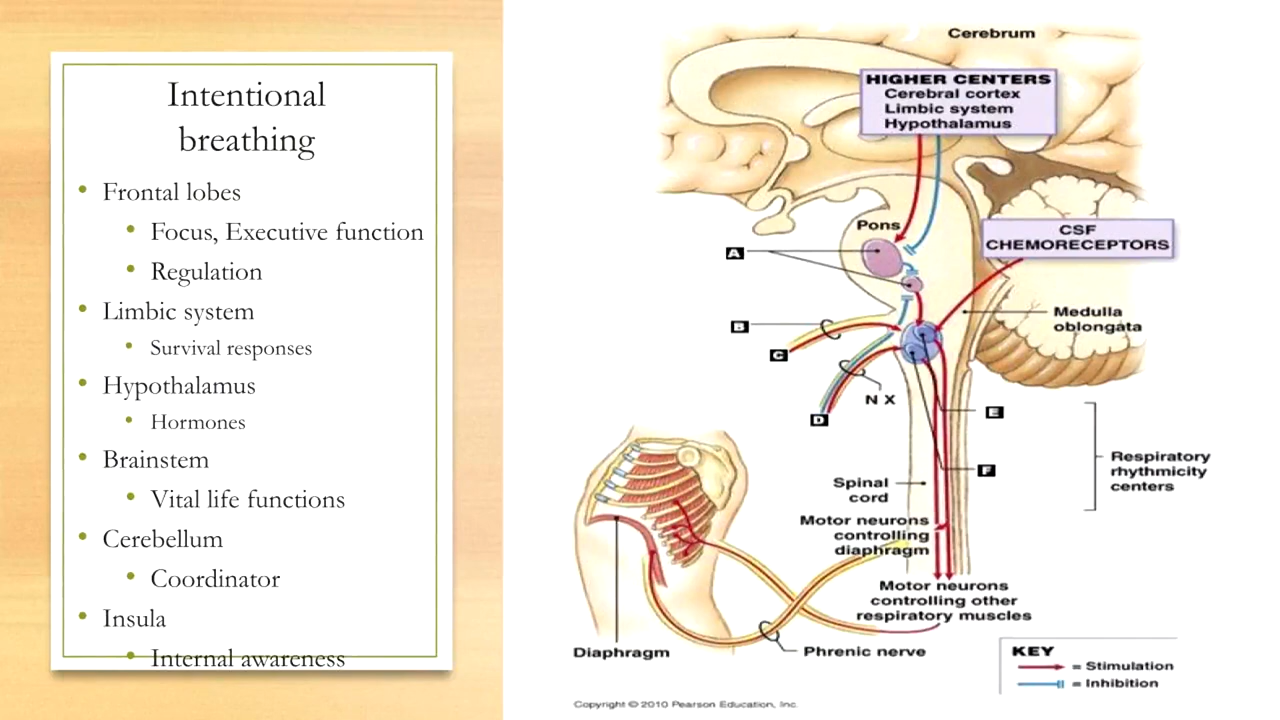 Intentional
breathing
• Frontal lobes
• Focus, Executive function
• Regulation
• Limbic system
• Survival responses
• Hypothalamus
• Hormones
• Brainstem
• Vital life functions
• Cerebellum
• Coordinator
• Insula
• Internal awareness
Cerebrum
HIGHER CENTERS
Cerebral cortex
Limbic system
Hypothalamus
Pons
CSF
CHEMORECEPTORS
A
B
C
Medulla
oblongata
N X
D
E
F
Respiratory
rhythmicity
centers
Spinal
cord
Motor neurons
controlling
diaphragm
Motor neurons
controlling other
respiratory muscles
Diaphragm
Phrenic nerve
KEY
= Stimulation
= Inhibition
Copyright © 2010 Pearson Education, Inc.